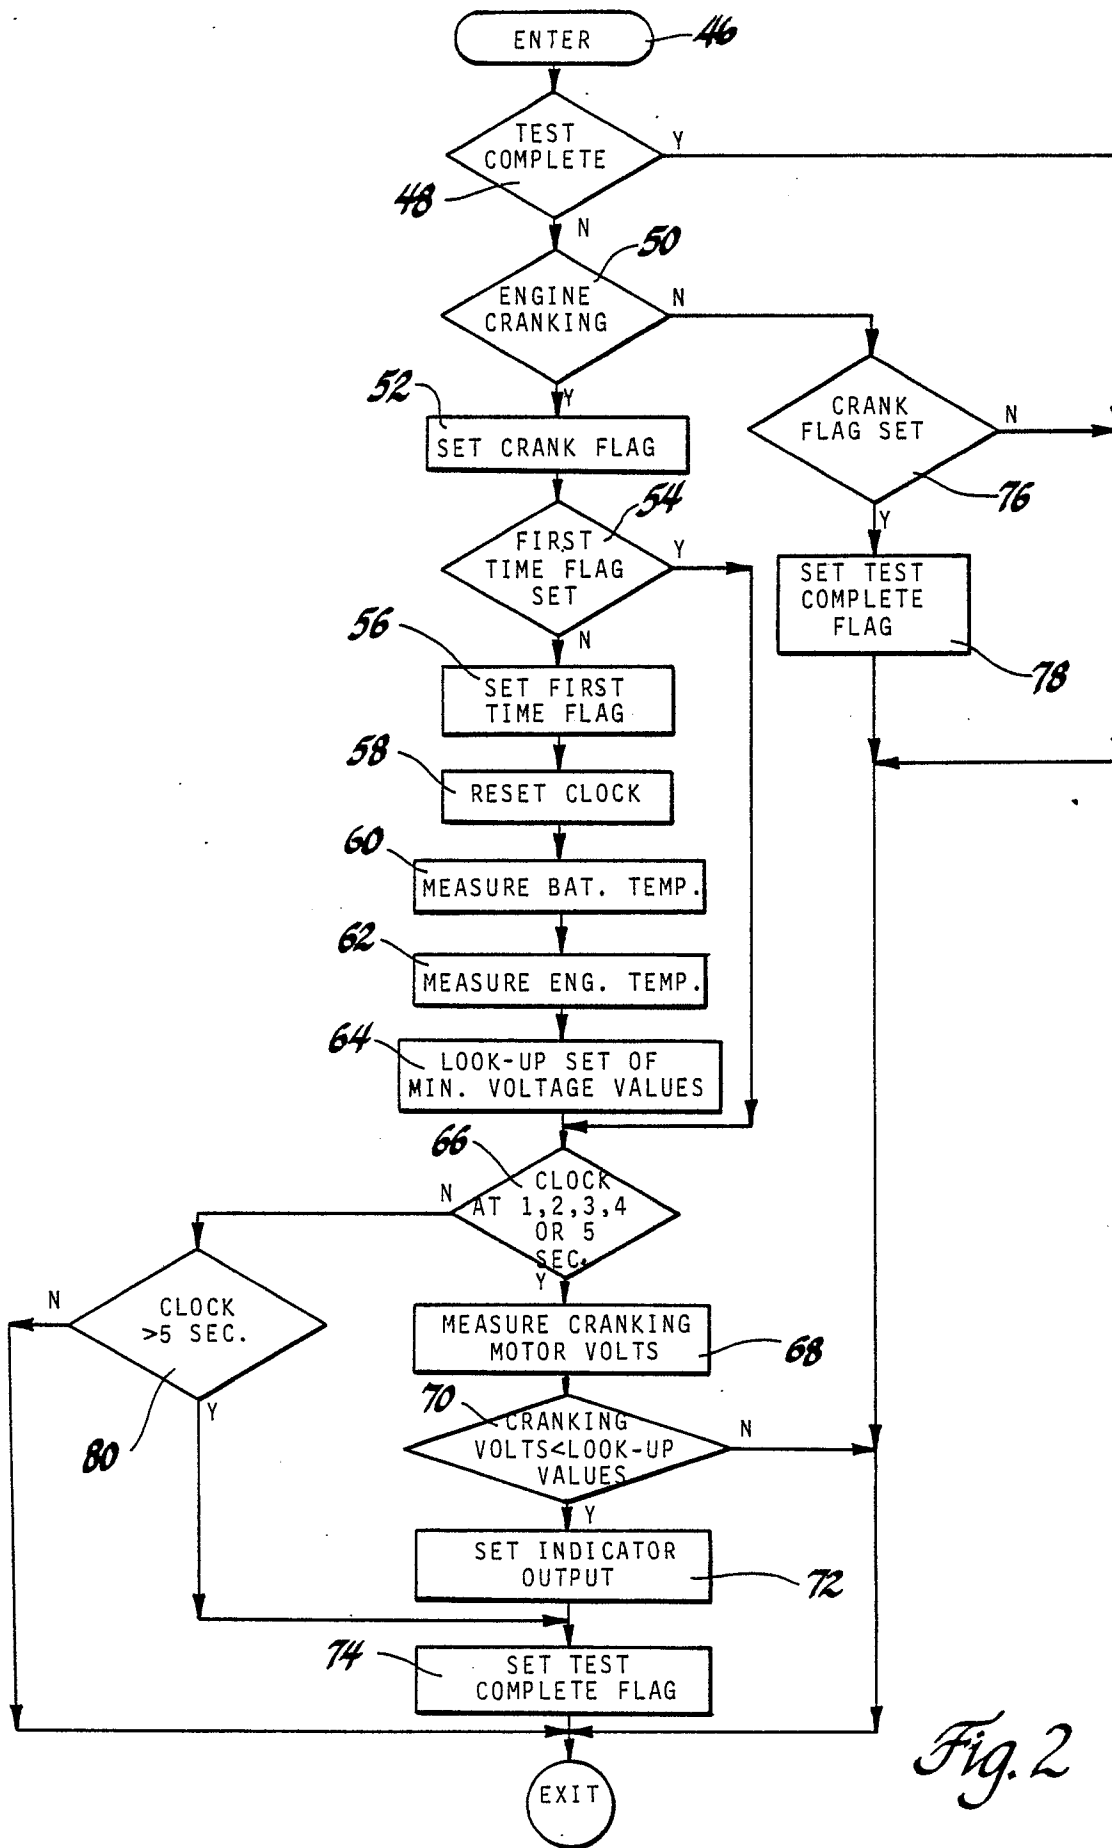 ENTER
46
TEST
COMPLETE
Y
48
N
50
ENGINE
CRANKING
N
52
Y
SET CRANK FLAG
CRANK
FLAG SET
N
76
Y
54
FIRST
TIME FLAG
SET
Y
N
SET TEST
COMPLETE
FLAG
78
56
SET FIRST
TIME FLAG
58
RESET CLOCK
60
MEASURE BAT. TEMP.
62
MEASURE ENG. TEMP.
64
LOOK-UP SET OF
MIN. VOLTAGE VALUES
66
N
CLOCK
AT 1,2,3,4
OR 5
SEC.
Y
N
CLOCK
>5 SEC.
80
Y
MEASURE CRANKING
MOTOR VOLTS
68
70
CRANKING
VOLTS<LOOK-UP
VALUES
N
Y
SET INDICATOR
OUTPUT
72
74
SET TEST
COMPLETE FLAG
EXIT
Fig. 2